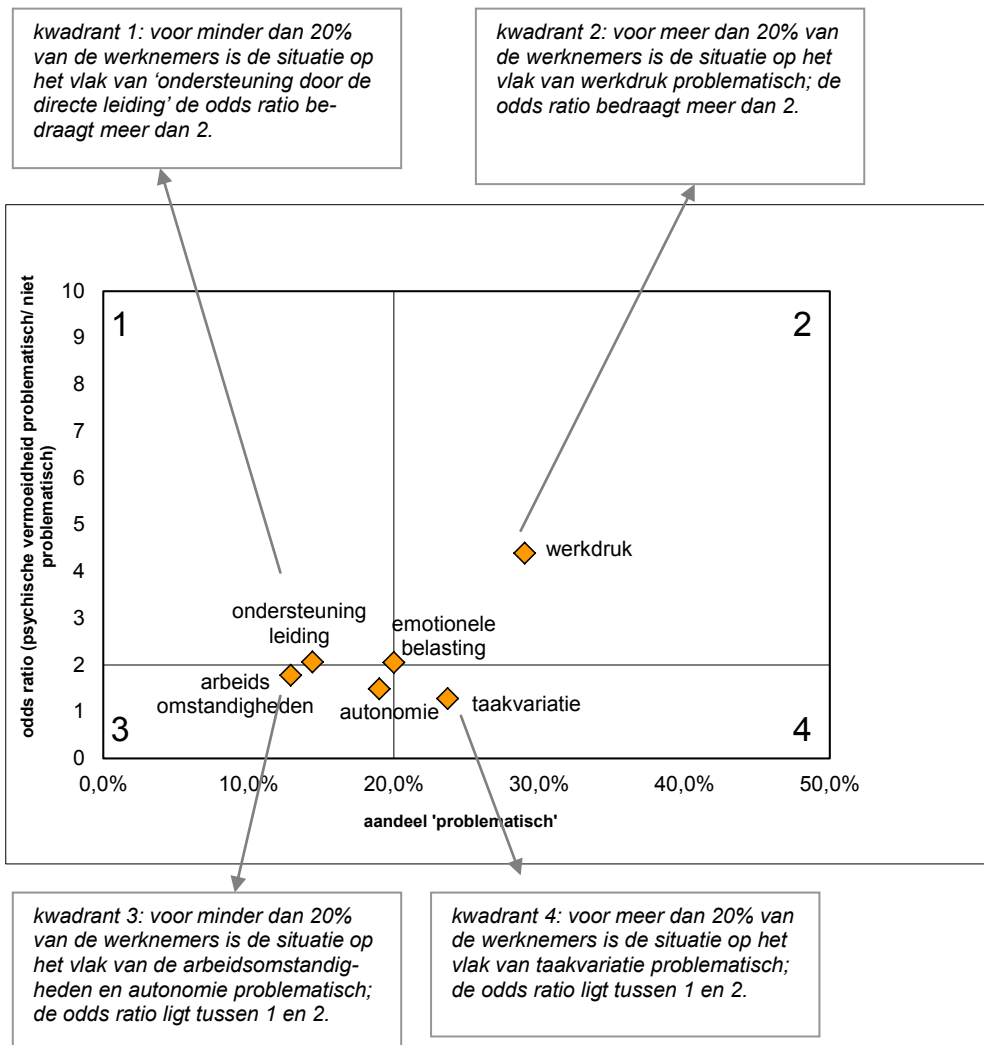 kwadrant 1: voor minder dan 20%
van de werknemers is de situatie op
het vlak van ‘ondersteuning door de
directe leiding’ de odds ratio be-
draagt meer dan 2.
kwadrant 2: voor meer dan 20% van
de werknemers is de situatie op het
vlak van werkdruk problematisch; de
odds ratio bedraagt meer dan 2.
odds ratio (psychische vermoeidheid problematisch/ niet
problematisch)
10
9
8
7
6
5
4
3
2
1
0
1
2
3
4
werkdruk
ondersteuning
leiding
emotionele
belasting
arbeids
omstandigheden
autonomie
taakvariatie
0,0%
10,0%
20,0%
30,0%
40,0%
50,0%
aandeel 'problematisch'
kwadrant 3: voor minder dan 20%
van de werknemers is de situatie op
het vlak van de arbeidsomstandig-
heden en autonomie problematisch;
de odds ratio ligt tussen 1 en 2.
kwadrant 4: voor meer dan 20% van
de werknemers is de situatie op het
vlak van taakvariatie problematisch;
de odds ratio ligt tussen 1 en 2.